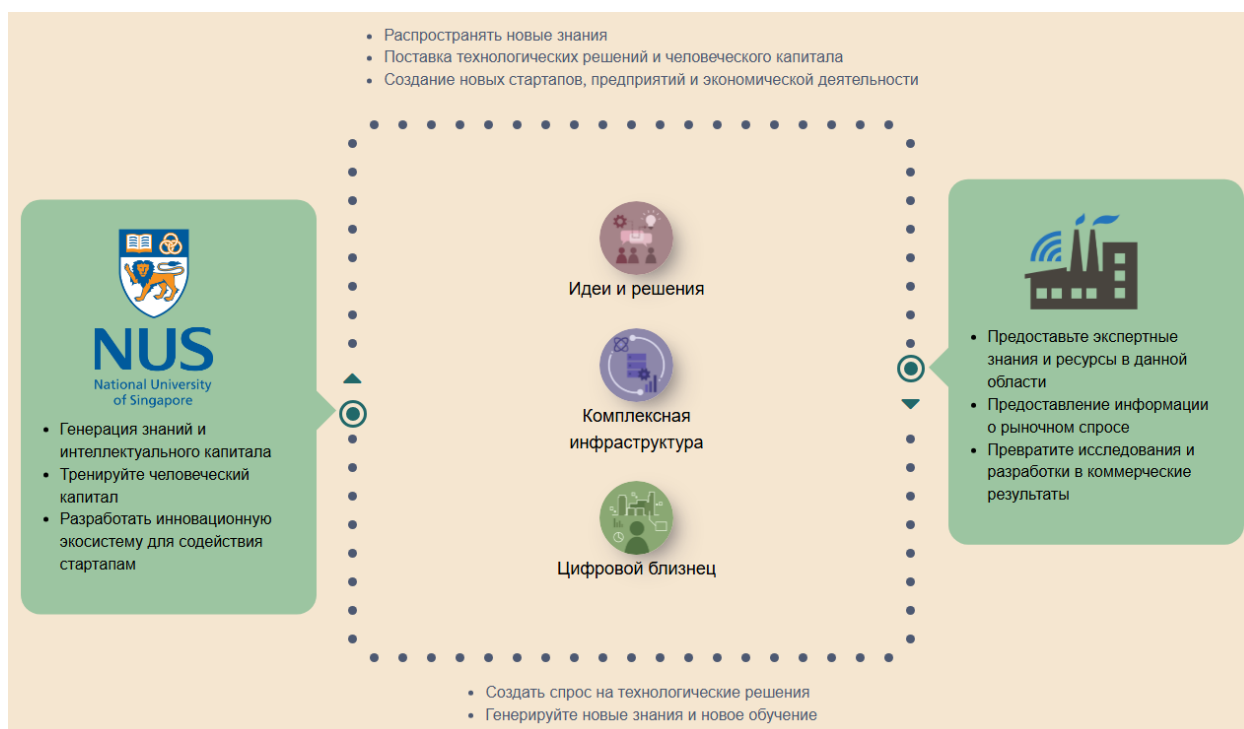 • Распространять новые знания
• Поставка технологических решений и человеческого капитала
• Создание новых стартапов, предприятий и экономической деятельности
NUS
National University
of Singapore
• Генерация знаний и
интеллектуального капитала
• Тренируйте человеческий
капитал
• Разработать инновационную
экосистему для содействия
стартапам
Идеи и решения
Комплексная
инфраструктура
Цифровой близнец
• Предоставьте экспертные
знания и ресурсы в данной
области
• Предоставление информации
о рыночном спросе
• Превратите исследования и
разработки в коммерческие
результаты
• Создать спрос на технологические решения
• Генерируйте новые знания и новое обучение